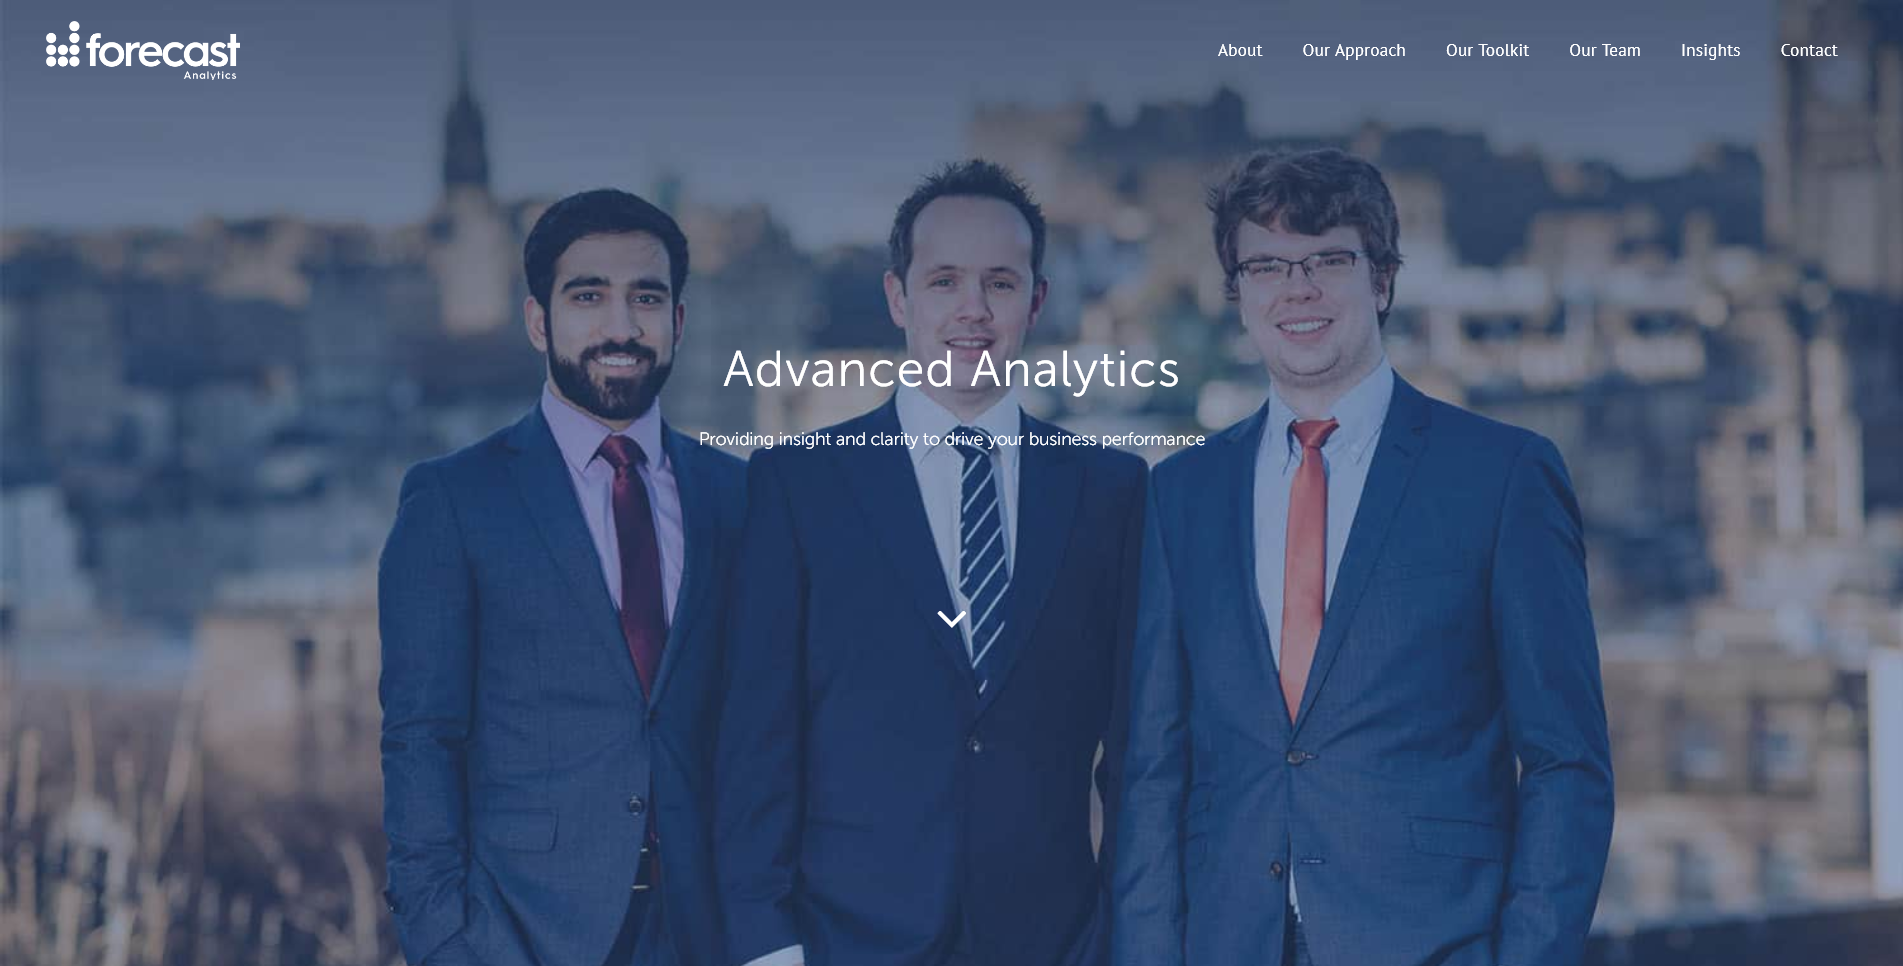 forecast
Analytics
About
Our Approach
Our Toolkit
Our Team
Insights
Contact
Advanced Analytics
Providing insight and clarity to drive your business performance